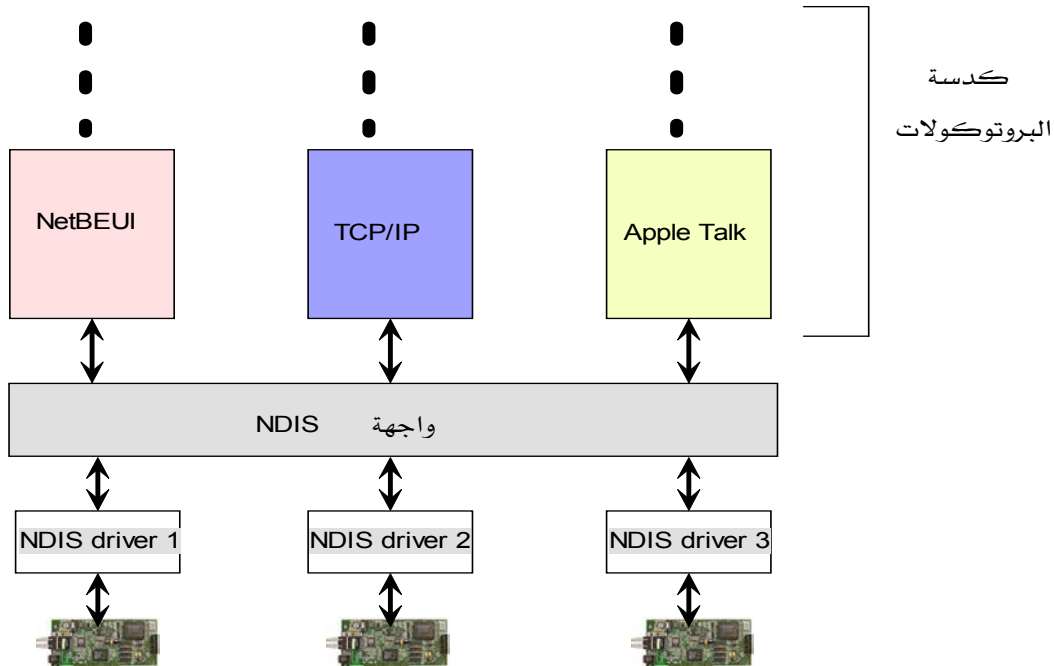 كدسة
البروتوكولات
NetBEUI
TCP/IP
Apple Talk
واجهة NDIS
NDIS driver 1
NDIS driver 2
NDIS driver 3